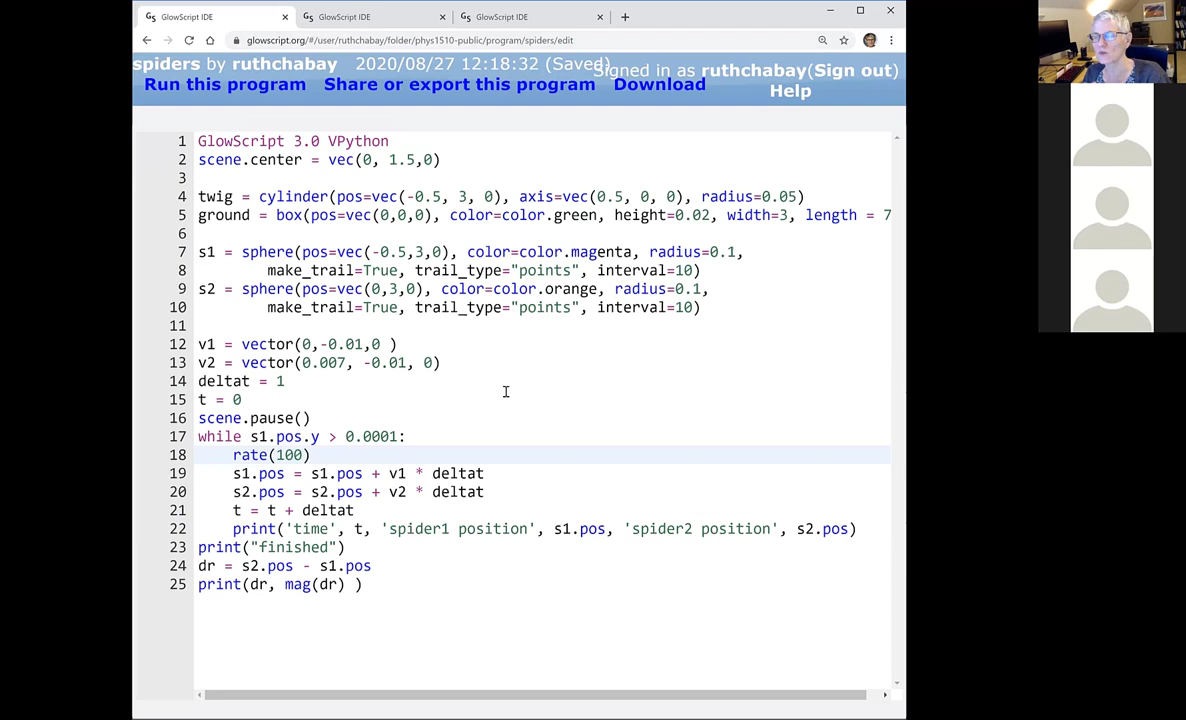 GlowScript IDE
GlowScript IDE
GlowScript IDE
glowscript.org/#/user/ruthchabay/folder/phys1510-public/program/spiders/edit
spiders by ruthchabay 2020/08/27 12:18:32 (Saved)
Signed in as ruthchabay(Sign out)
Run this program Share or export this program Download
Help
1 GlowScript 3.0 VPython
2 scene.center = vec(0, 1.5,0)
3
4 twig = cylinder(pos=vec(-0.5, 3, 0), axis=vec(0.5, 0, 0), radius=0.05)
5 ground = box(pos=vec(0,0,0), color=color.green, height=0.02, width=3, length = 7
6
7 s1 = sphere(pos=vec(-0.5,3,0), color=color.magenta, radius=0.1,
8 make_trail=True, trail_type="points", interval=10)
9 s2 = sphere(pos=vec(0,3,0), color=color.orange, radius=0.1,
10 make_trail=True, trail_type="points", interval=10)
11
12 v1 = vector(0,-0.01,0 )
13 v2 = vector(0.007, -0.01, 0)
14 deltat = 1
15 t = 0
16 scene.pause()
17 while s1.pos.y > 0.0001:
18 rate(100)
19 s1.pos = s1.pos + v1 * deltat
20 s2.pos = s2.pos + v2 * deltat
21 t = t + deltat
22 print('time', t, 'spider1 position', s1.pos, 'spider2 position', s2.pos)
23 print("finished")
24 dr = s2.pos - s1.pos
25 print(dr, mag(dr) )